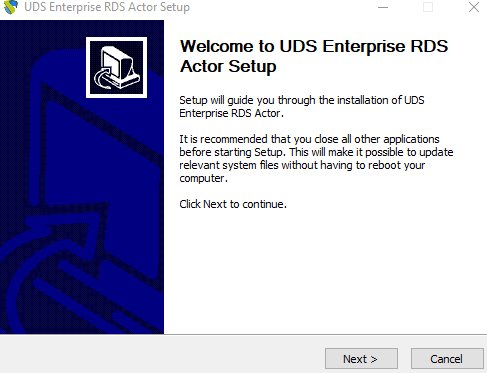 UDS Enterprise RDS Actor Setup
Welcome to UDS Enterprise RDS
Actor Setup
Setup will guide you through the installation of UDS
Enterprise RDS Actor.
It is recommended that you close all other applications
before starting Setup. This will make it possible to update
relevant system files without having to reboot your
computer.
Click Next to continue.
Next >
Cancel